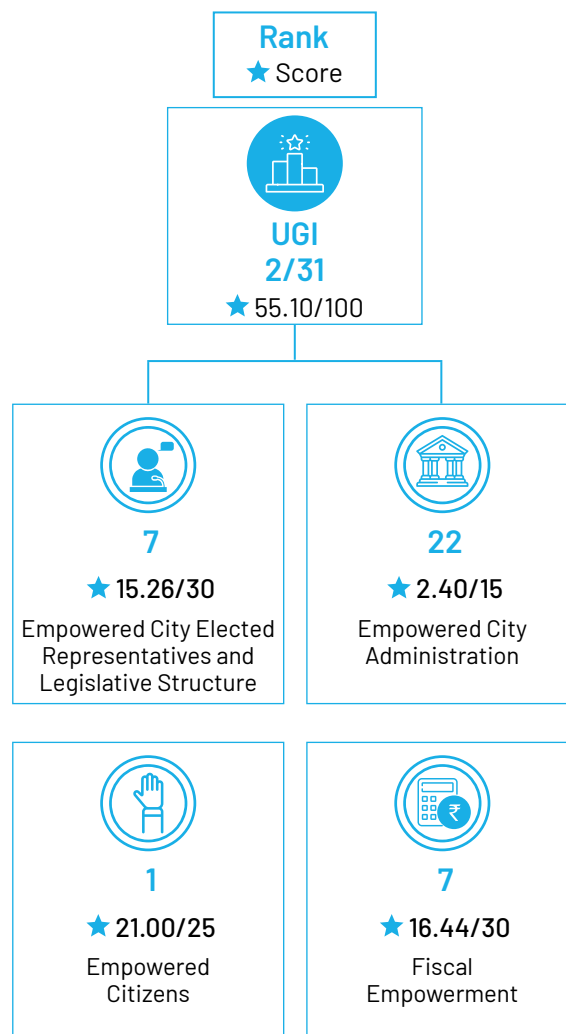 Rank
★ Score
UGI
2/31
★ 55.10/100
7
★ 15.26/30
Empowered City Elected
Representatives and
Legislative Structure
22
★ 2.40/15
Empowered City
Administration
1
★ 21.00/25
Empowered
Citizens
₹
7
★ 16.44/30
Fiscal
Empowerment